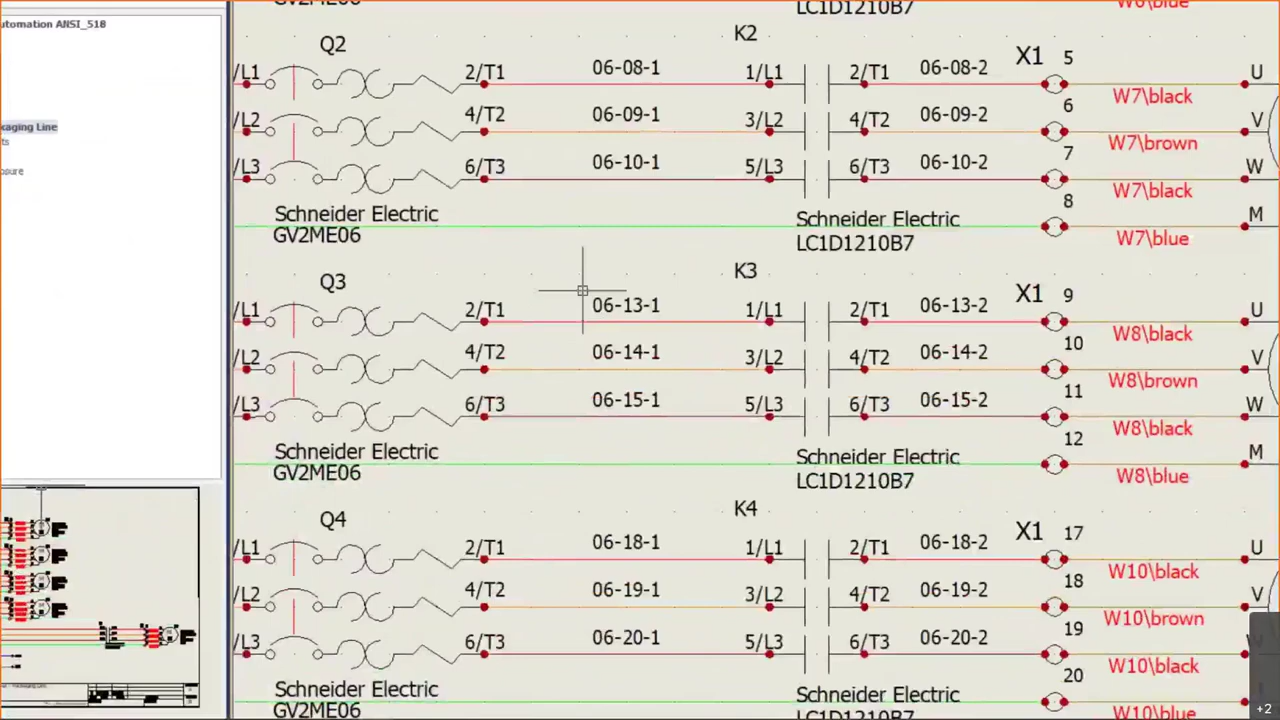 utomation ANSI_518
kaging Line
ts
osure
GV2ME06
LC1D1210B7
W6\blue
Q2
K2
X1
5
/L1
2/T1
06-08-1
1/L1
2/T1
06-08-2
U
W7\black
6
/L2
4/T2
06-09-1
3/L2
4/T2
06-09-2
V
W7\brown
7
/L3
6/T3
06-10-1
5/L3
6/T3
06-10-2
W
W7\black
8
M
Schneider Electric
GV2ME06
Schneider Electric
LC1D1210B7
W7\blue
Q3
K3
X1
9
/L1
2/T1
06-13-1
1/L1
2/T1
06-13-2
U
W8\black
10
/L2
4/T2
06-14-1
3/L2
4/T2
06-14-2
V
W8\brown
11
/L3
6/T3
06-15-1
5/L3
6/T3
06-15-2
W
W8\black
12
M
Schneider Electric
GV2ME06
Schneider Electric
LC1D1210B7
W8\blue
Q4
K4
X1
17
/L1
2/T1
06-18-1
1/L1
2/T1
06-18-2
U
W10\black
18
/L2
4/T2
06-19-1
3/L2
4/T2
06-19-2
V
W10\brown
19
/L3
6/T3
06-20-1
5/L3
6/T3
06-20-2
W10\black
20
Schneider Electric
GV2ME06
Schneider Electric
LC1D1210B7
W10\blue
+2